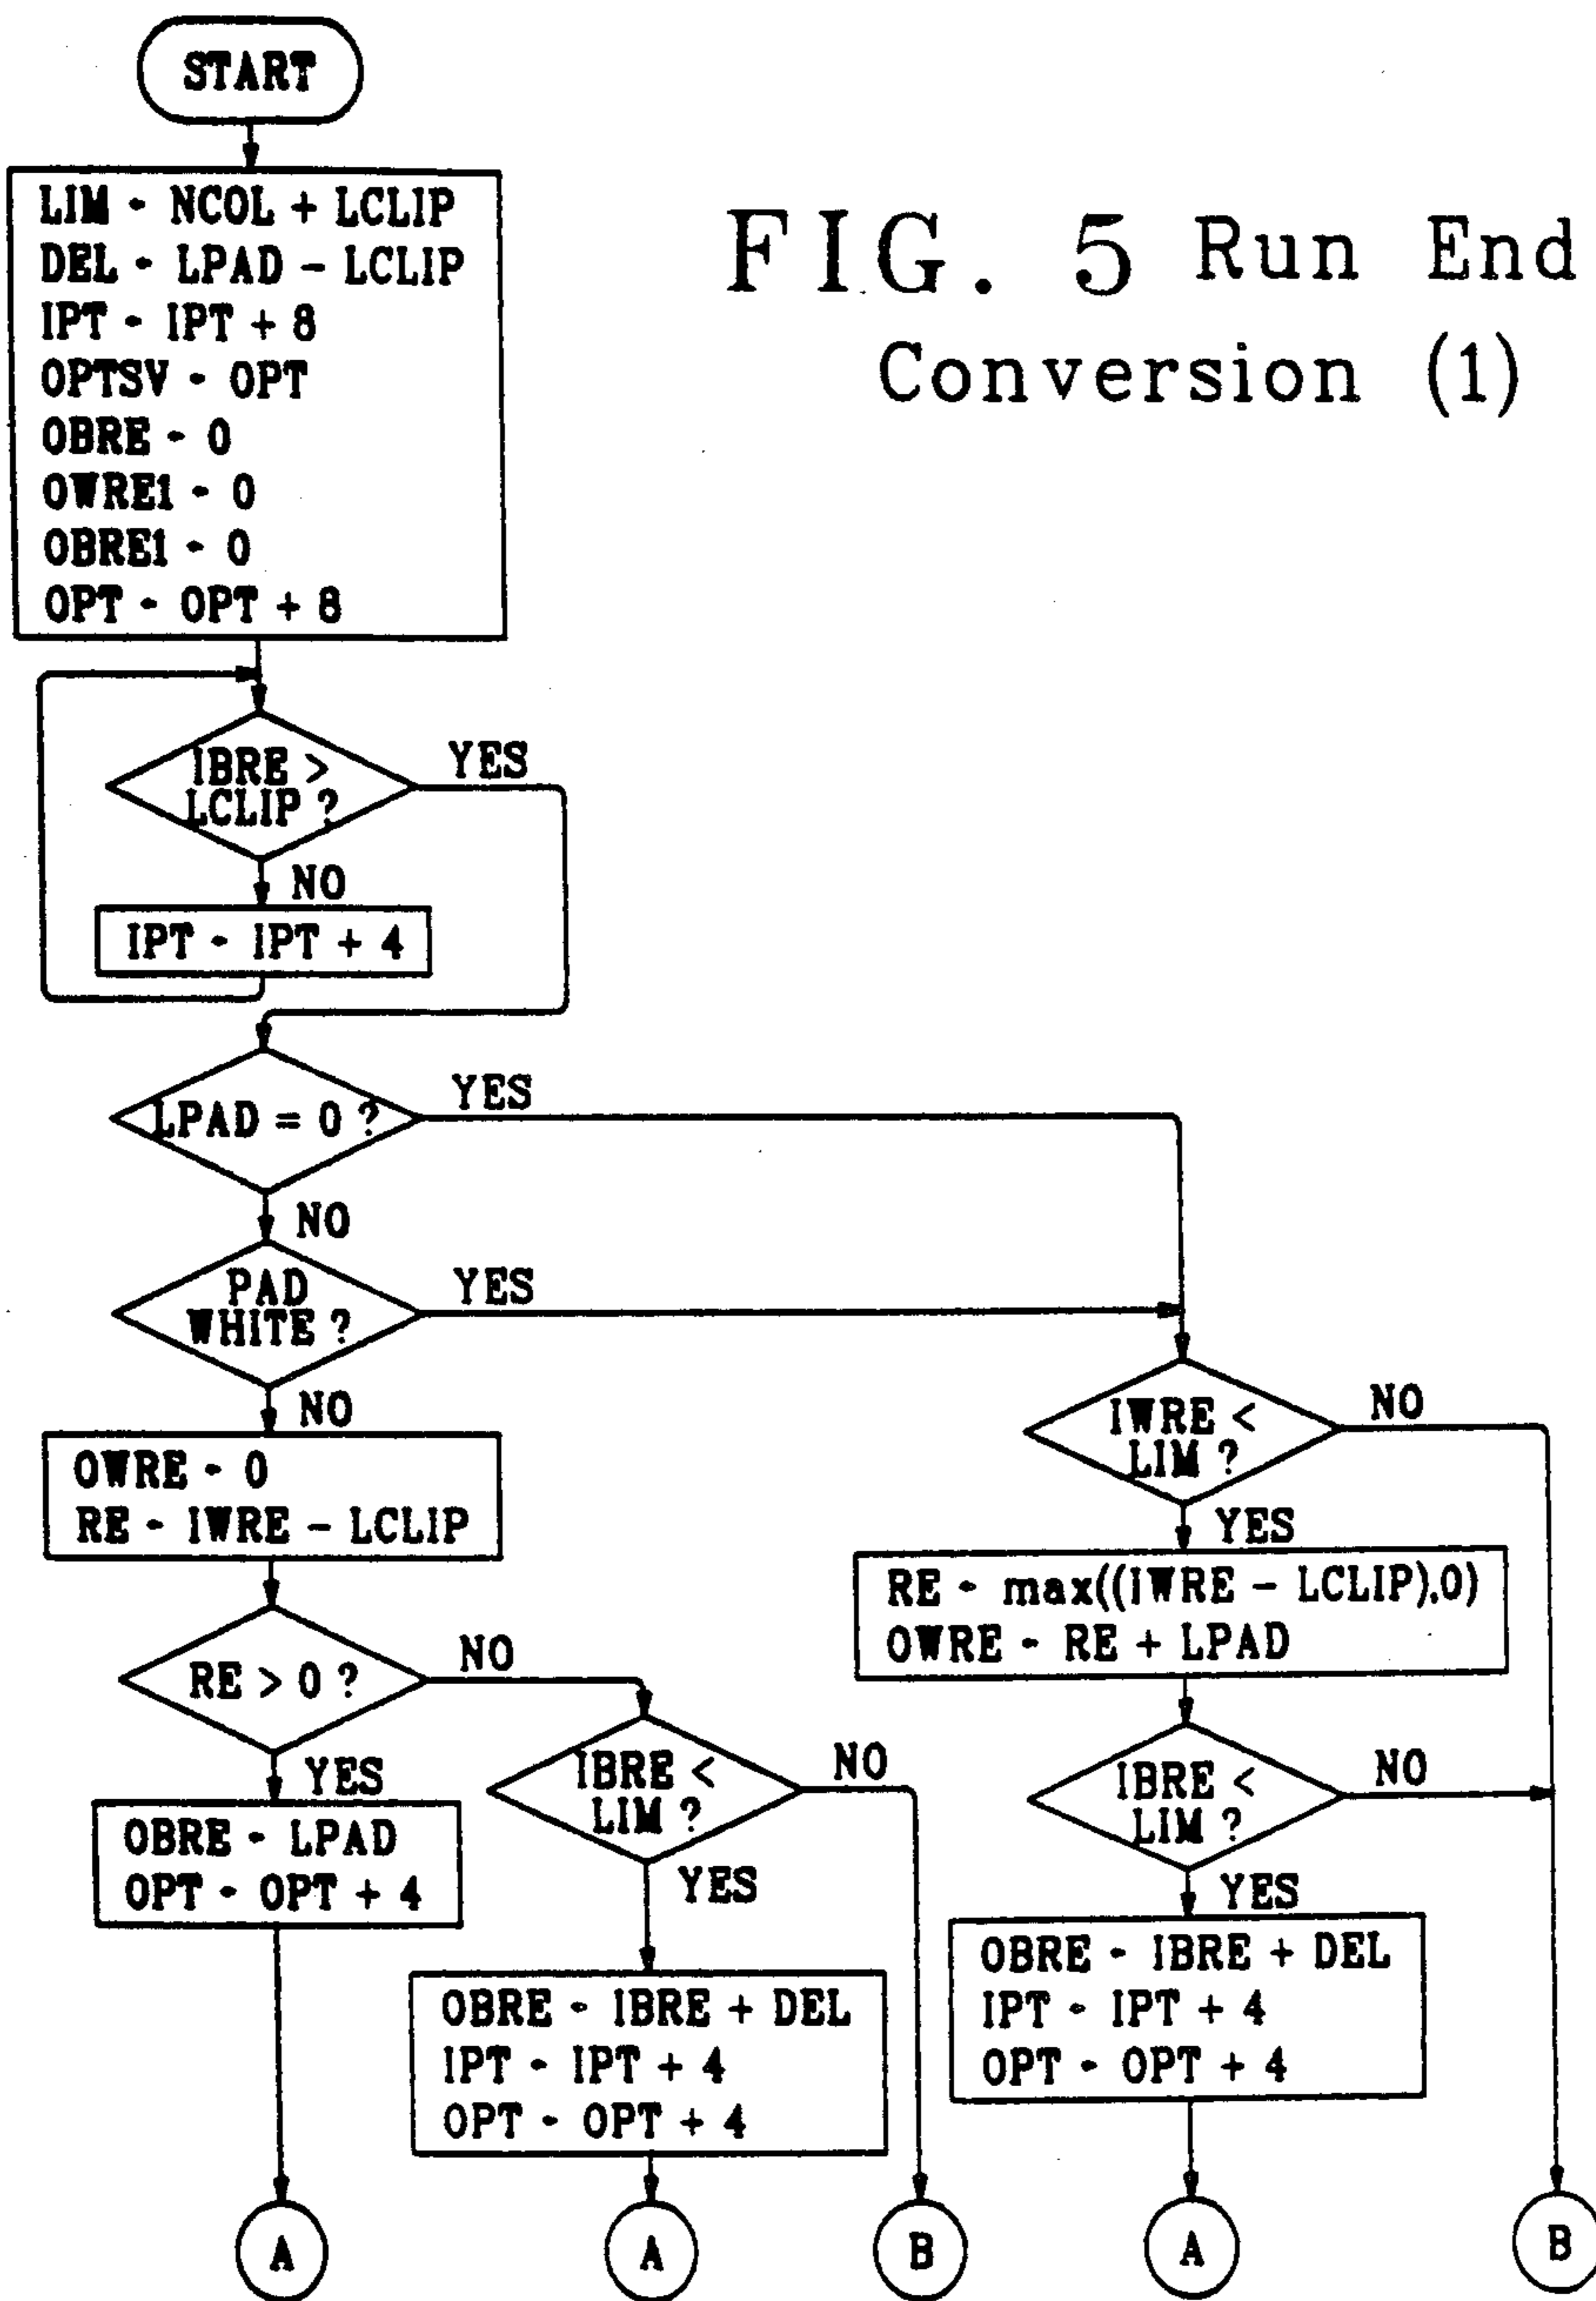 START
FIG. 5 Run End
Conversion (1)
LIM - NCOL + LCLIP
DEL - LPAD - LCLIP
IPT - IPT + 8
OPTSV - OPT
OBRE - 0
OWRE1 - 0
OBRE1 - 0
OPT - OPT + 8
IBRE >
LCLIP ?
YES
NO
IPT - IPT + 4
LPAD = 0 ?
YES
NO
PAD
WHITE ?
YES
NO
IWRE <
LIM ?
NO
YES
OWRE - 0
RE - IWRE - LCLIP
RE - max((IWRE - LCLIP),0)
OWRE - RE + LPAD
RE > 0 ?
NO
YES
IBRE <
LIM ?
NO
YES
IBRE <
LIM ?
NO
YES
OBRE - LPAD
OPT - OPT + 4
OBRE - IBRE + DEL
IPT - IPT + 4
OPT - OPT + 4
OBRE - IBRE + DEL
IPT - IPT + 4
OPT - OPT + 4
A
A
B
A
B